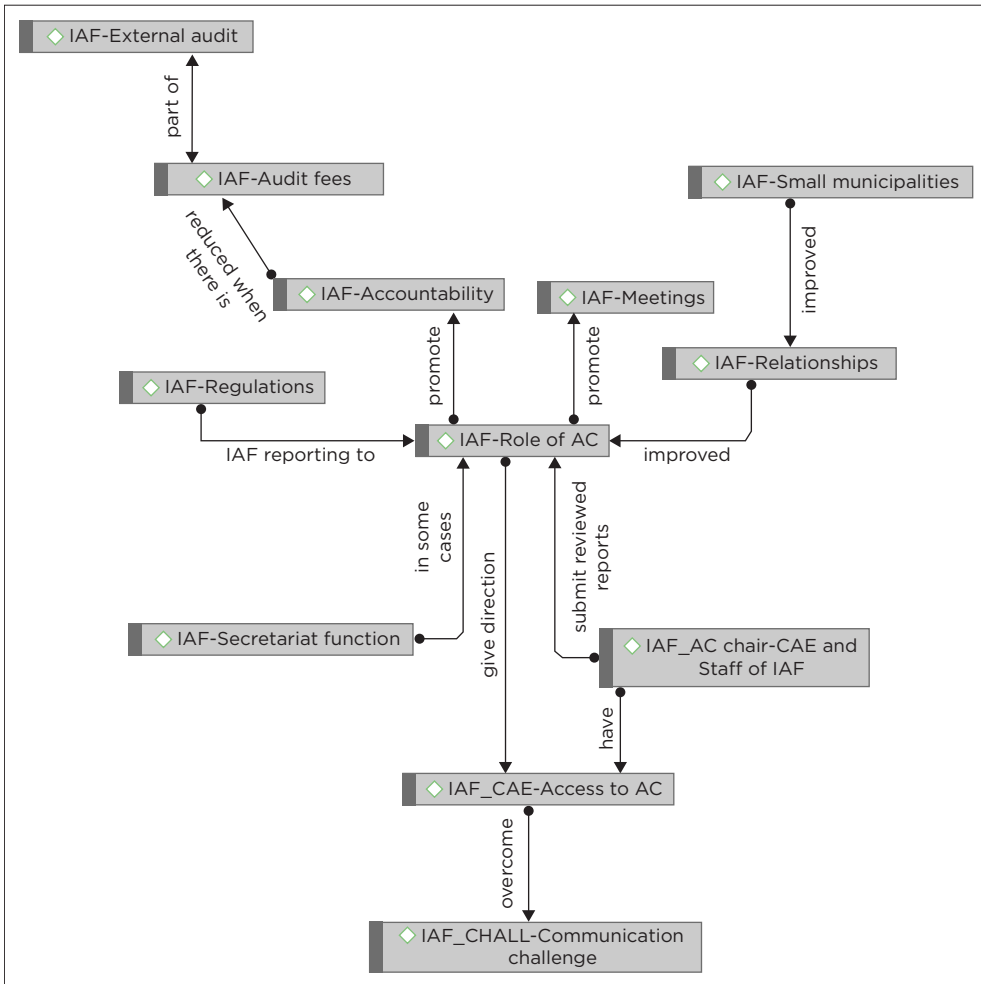 IAF-External audit
part of
IAF-Audit fees
IAF-Small municipalities
reduced when
there is
improved
IAF-Accountability
IAF-Meetings
promote
promote
IAF-Relationships
IAF-Regulations
IAF-Role of AC
IAF reporting to
improved
in some
cases
give direction
submit reviewed
reports
IAF-Secretariat function
IAF_AC chair-CAE and
Staff of IAF
have
IAF_CAE-Access to AC
overcome
IAF_CHALL-Communication
challenge